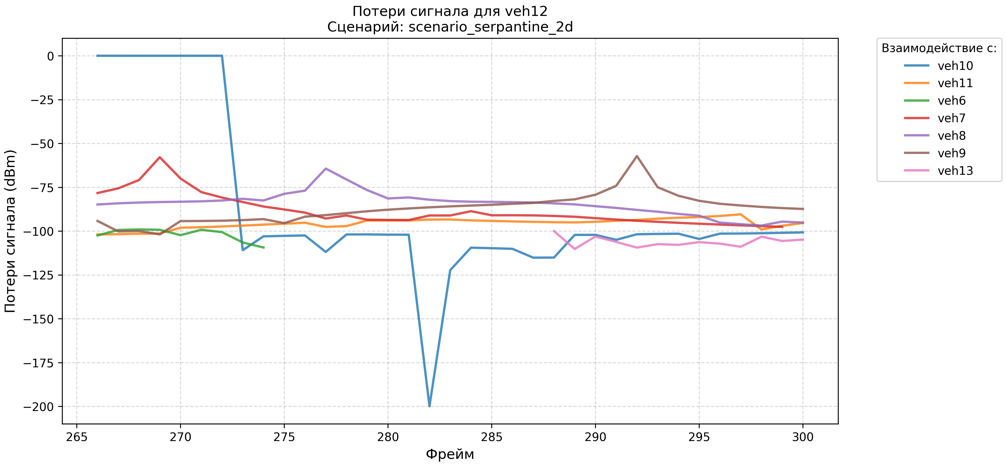 Потери сигнала для veh12
Сценарий: scenario_serpantine_2d
Потери сигнала (dBm)
0
−25
−50
−75
−100
−125
−150
−175
−200
265
270
275
280
285
290
295
300
Фрейм
Взаимодействие с:
veh10
veh11
veh6
veh7
veh8
veh9
veh13